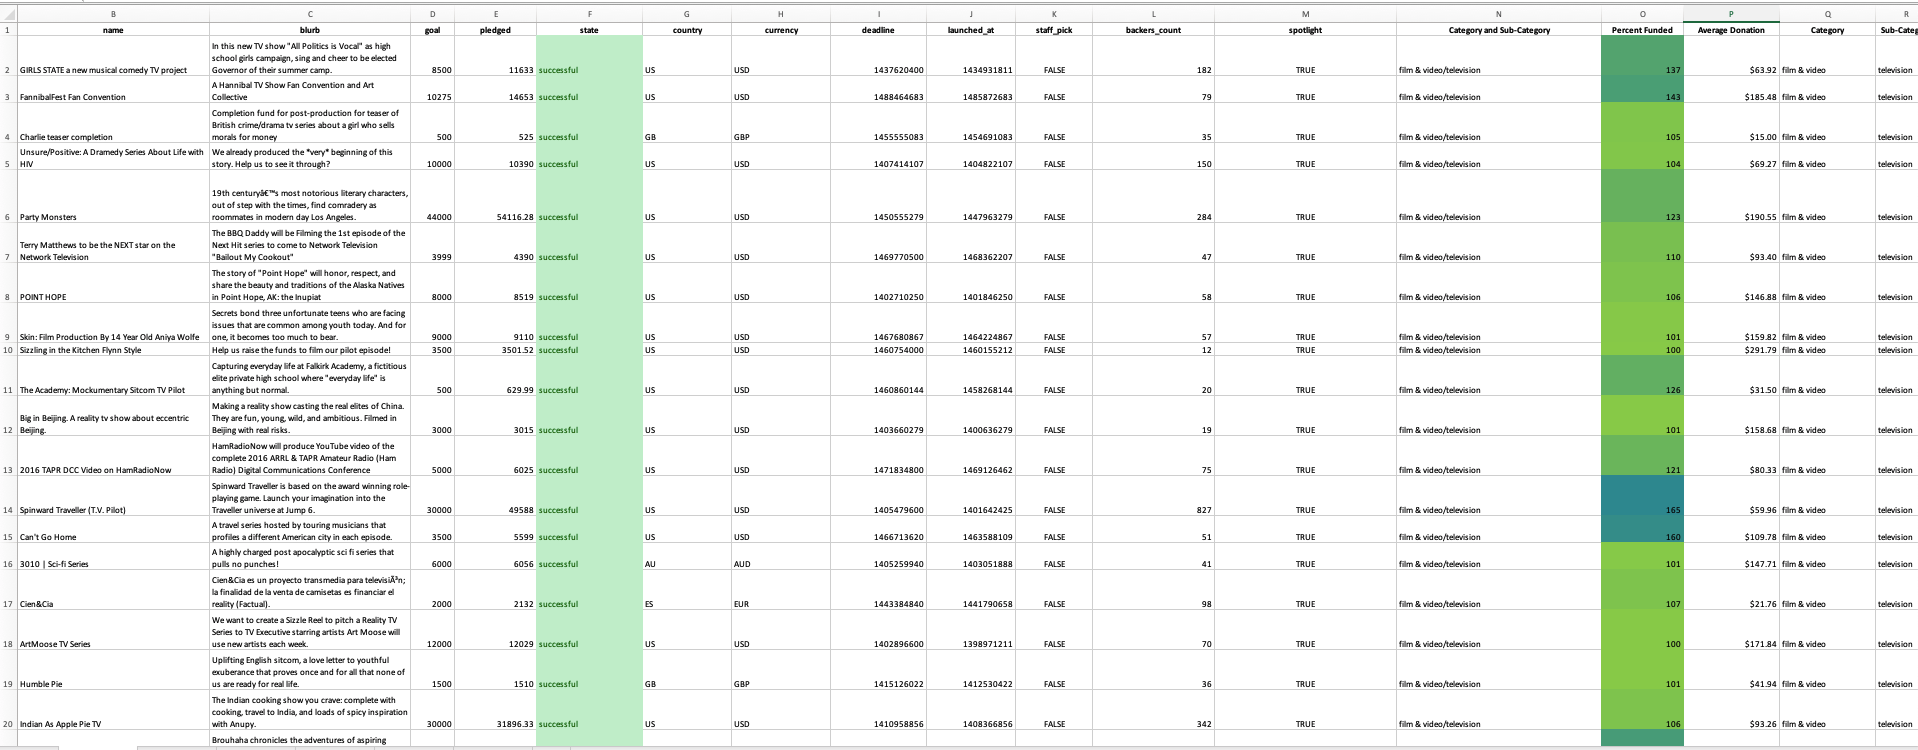 B C D E F G H I J K L M N O P Q R
1 name blurb goal pledged state country currency deadline launched_at staff_pick backers_count spotlight Category and Sub-Category Percent Funded Average Donation Category Sub-Categ
In this new TV show "All Politics is Vocal" as high
school girls campaign, sing and cheer to be elected
2 GIRLS STATE a new musical comedy TV project Governor of their summer camp. 8500 11633 successful US USD 1437620400 1434931811 FALSE 182 TRUE film & video/television 137 $63.92 film & video television
A Hannibal TV Show Fan Convention and Art
3 FannibalFest Fan Convention Collective 10275 14653 successful US USD 1488464683 1485872683 FALSE 79 TRUE film & video/television 143 $185.48 film & video television
Completion fund for post-production for teaser of
British crime/drama tv series about a girl who sells
4 Charlie teaser completion morals for money 500 525 successful GB GBP 1455555083 1454691083 FALSE 35 TRUE film & video/television 105 $15.00 film & video television
Unsure/Positive: A Dramedy Series About Life with We already produced the *very* beginning of this
5 HIV story. Help us to see it through? 10000 10390 successful US USD 1407414107 1404822107 FALSE 150 TRUE film & video/television 104 $69.27 film & video television
19th centuryâ€™s most notorious literary characters,
out of step with the times, find comradery as
6 Party Monsters roommates in modern day Los Angeles. 44000 54116.28 successful US USD 1450555279 1447963279 FALSE 284 TRUE film & video/television 123 $190.55 film & video television
The BBQ Daddy will be Filming the 1st episode of the
Terry Matthews to be the NEXT star on the Next Hit series to come to Network Television
7 Network Television "Bailout My Cookout" 3999 4390 successful US USD 1469770500 1468362207 FALSE 47 TRUE film & video/television 110 $93.40 film & video television
The story of "Point Hope" will honor, respect, and
share the beauty and traditions of the Alaska Natives
8 POINT HOPE in Point Hope, AK: the Inupiat 8000 8519 successful US USD 1402710250 1401846250 FALSE 58 TRUE film & video/television 106 $146.88 film & video television
Secrets bond three unfortunate teens who are facing
issues that are common among youth today. And for
9 Skin: Film Production By 14 Year Old Aniya Wolfe one, it becomes too much to bear. 9000 9110 successful US USD 1467680867 1464224867 FALSE 57 TRUE film & video/television 101 $159.82 film & video television
10 Sizzling in the Kitchen Flynn Style Help us raise the funds to film our pilot episode! 3500 3501.52 successful US USD 1460754000 1460155212 FALSE 12 TRUE film & video/television 100 $291.79 film & video television
Capturing everyday life at Falkirk Academy, a fictitious
elite private high school where "everyday life" is
11 The Academy: Mockumentary Sitcom TV Pilot anything but normal. 500 629.99 successful US USD 1460860144 1458268144 FALSE 20 TRUE film & video/television 126 $31.50 film & video television
Making a reality show casting the real elites of China.
Big in Beijing. A reality tv show about eccentric They are fun, young, wild, and ambitious. Filmed in
12 Beijing. Beijing with real risks. 3000 3015 successful US USD 1403660279 1400636279 FALSE 19 TRUE film & video/television 101 $158.68 film & video television
HamRadioNow will produce YouTube video of the
complete 2016 ARRL & TAPR Amateur Radio (Ham
13 2016 TAPR DCC Video on HamRadioNow Radio) Digital Communications Conference 5000 6025 successful US USD 1471834800 1469126462 FALSE 75 TRUE film & video/television 121 $80.33 film & video television
Spinward Traveller is based on the award winning role-
playing game. Launch your imagination into the
14 Spinward Traveller (T.V. Pilot) Traveller universe at Jump 6. 30000 49588 successful US USD 1405479600 1401642425 FALSE 827 TRUE film & video/television 165 $59.96 film & video television
A travel series hosted by touring musicians that
15 Can't Go Home profiles a different American city in each episode. 3500 5599 successful US USD 1466713620 1463588109 FALSE 51 TRUE film & video/television 160 $109.78 film & video television
A highly charged post apocalyptic sci fi series that
16 3010 | Sci-fi Series pulls no punches! 6000 6056 successful AU AUD 1405259940 1403051888 FALSE 41 TRUE film & video/television 101 $147.71 film & video television
Cien&Cia es un proyecto transmedia para televisiÃ³n;
la finalidad de la venta de camisetas es financiar el
17 Cien&Cia reality (Factual). 2000 2132 successful ES EUR 1443384840 1441790658 FALSE 98 TRUE film & video/television 107 $21.76 film & video television
We want to create a Sizzle Reel to pitch a Reality TV
Series to TV Executive starring artists Art Moose will
18 ArtMoose TV Series use new artists each week. 12000 12029 successful US USD 1402896600 1398971211 FALSE 70 TRUE film & video/television 100 $171.84 film & video television
Uplifting English sitcom, a love letter to youthful
exuberance that proves once and for all that none of
19 Humble Pie us are ready for real life. 1500 1510 successful GB GBP 1415126022 1412530422 FALSE 36 TRUE film & video/television 101 $41.94 film & video television
The Indian cooking show you crave: complete with
cooking, travel to India, and loads of spicy inspiration
20 Indian As Apple Pie TV with Anupy. 30000 31896.33 successful US USD 1410958856 1408366856 FALSE 342 TRUE film & video/television 106 $93.26 film & video television
Brouhaha chronicles the adventures of aspiring